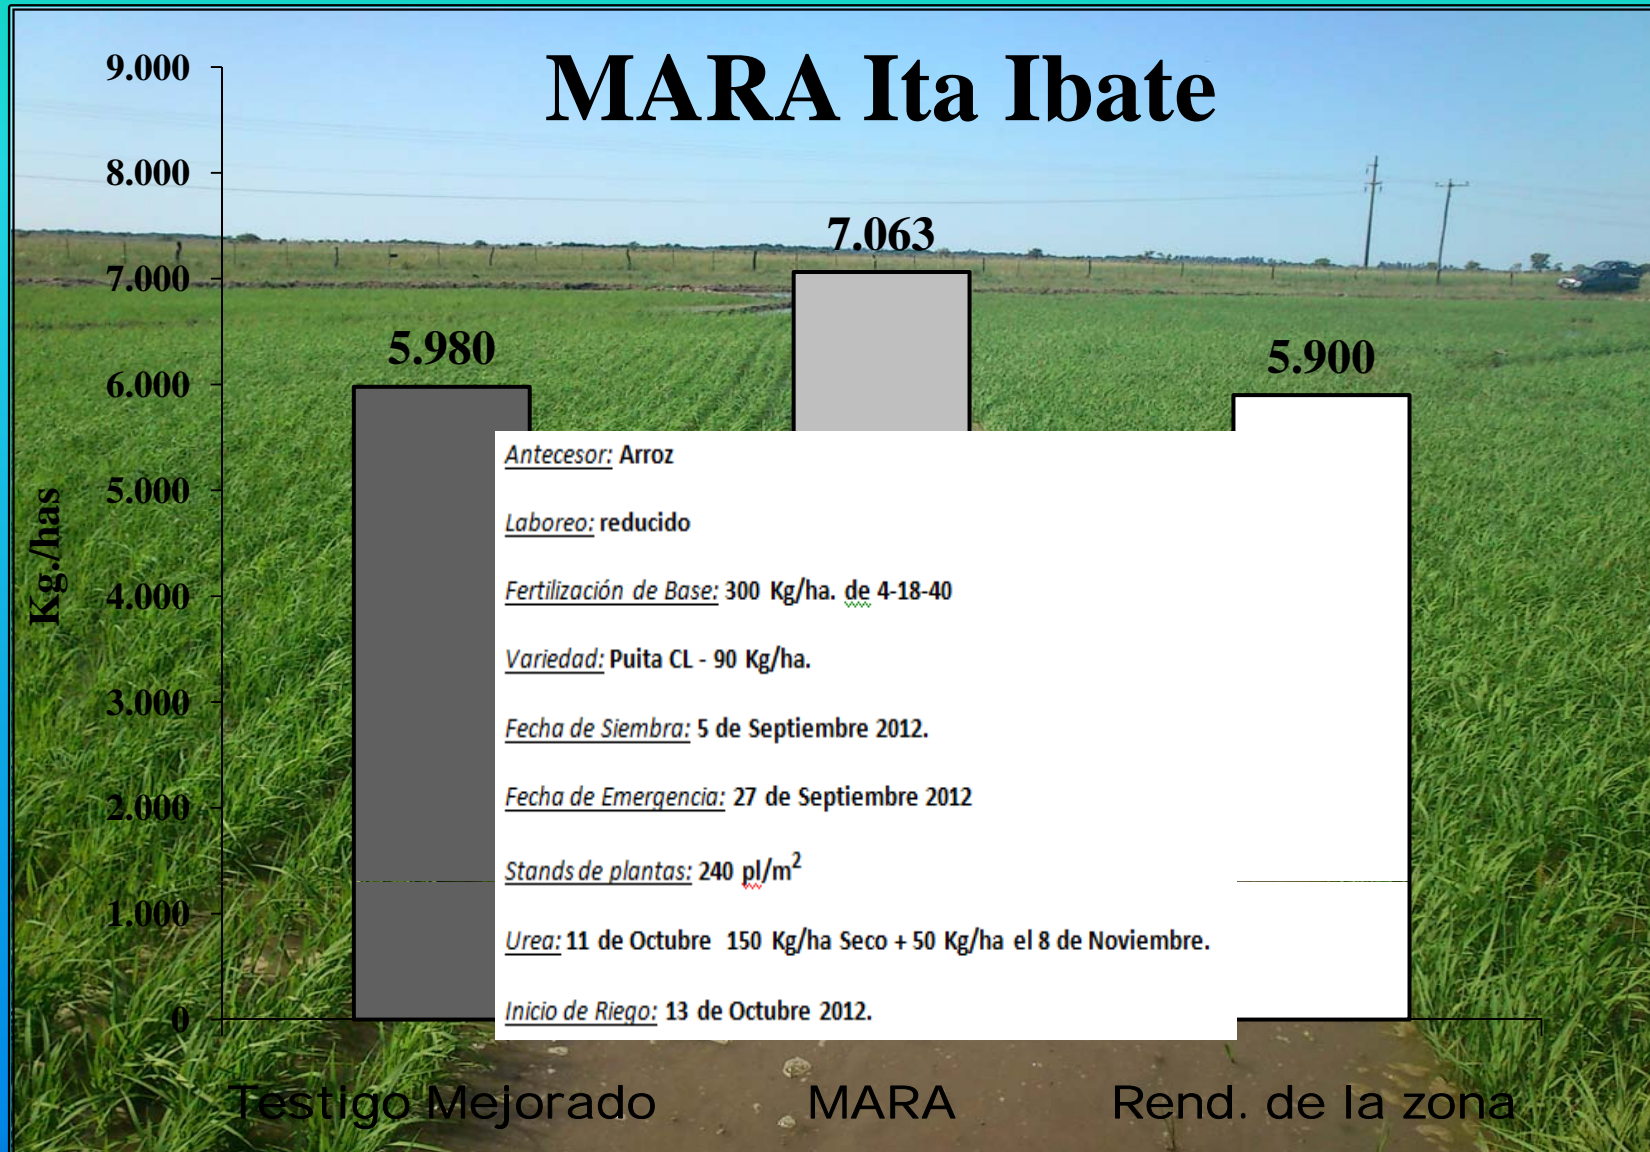 MARA Ita Ibate
Kg./has
9.000
8.000
7.000
6.000
5.000
4.000
3.000
2.000
1.000
0
5.980
7.063
5.900
Antecesor: Arroz
Laboreo: reducido
Fertilización de Base: 300 Kg/ha. de 4-18-40
Variedad: Puita CL - 90 Kg/ha.
Fecha de Siembra: 5 de Septiembre 2012.
Fecha de Emergencia: 27 de Septiembre 2012
Stands de plantas: 240 pl/m²
Urea: 11 de Octubre 150 Kg/ha Seco + 50 Kg/ha el 8 de Noviembre.
Inicio de Riego: 13 de Octubre 2012.
Testigo Mejorado
MARA
Rend. de la zona